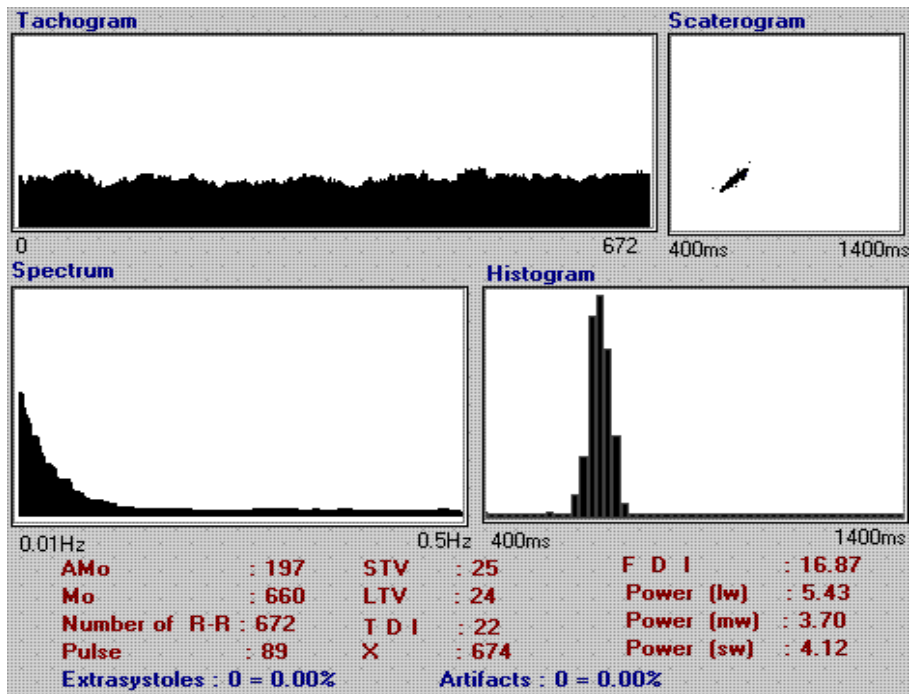 Tachogram Scaterogram
0 672 400ms 1400ms
Spectrum Histogram
0.01Hz 0.5Hz 400ms 1400ms
AMo : 197 STV : 25 F D I : 16.87
Mo : 660 LTV : 24 Power (lw) : 5.43
Number of R-R : 672 T D I : 22 Power (mw) : 3.70
Pulse : 89 X : 674 Power (sw) : 4.12
Extrasystoles : 0 = 0.00% Artifacts : 0 = 0.00%